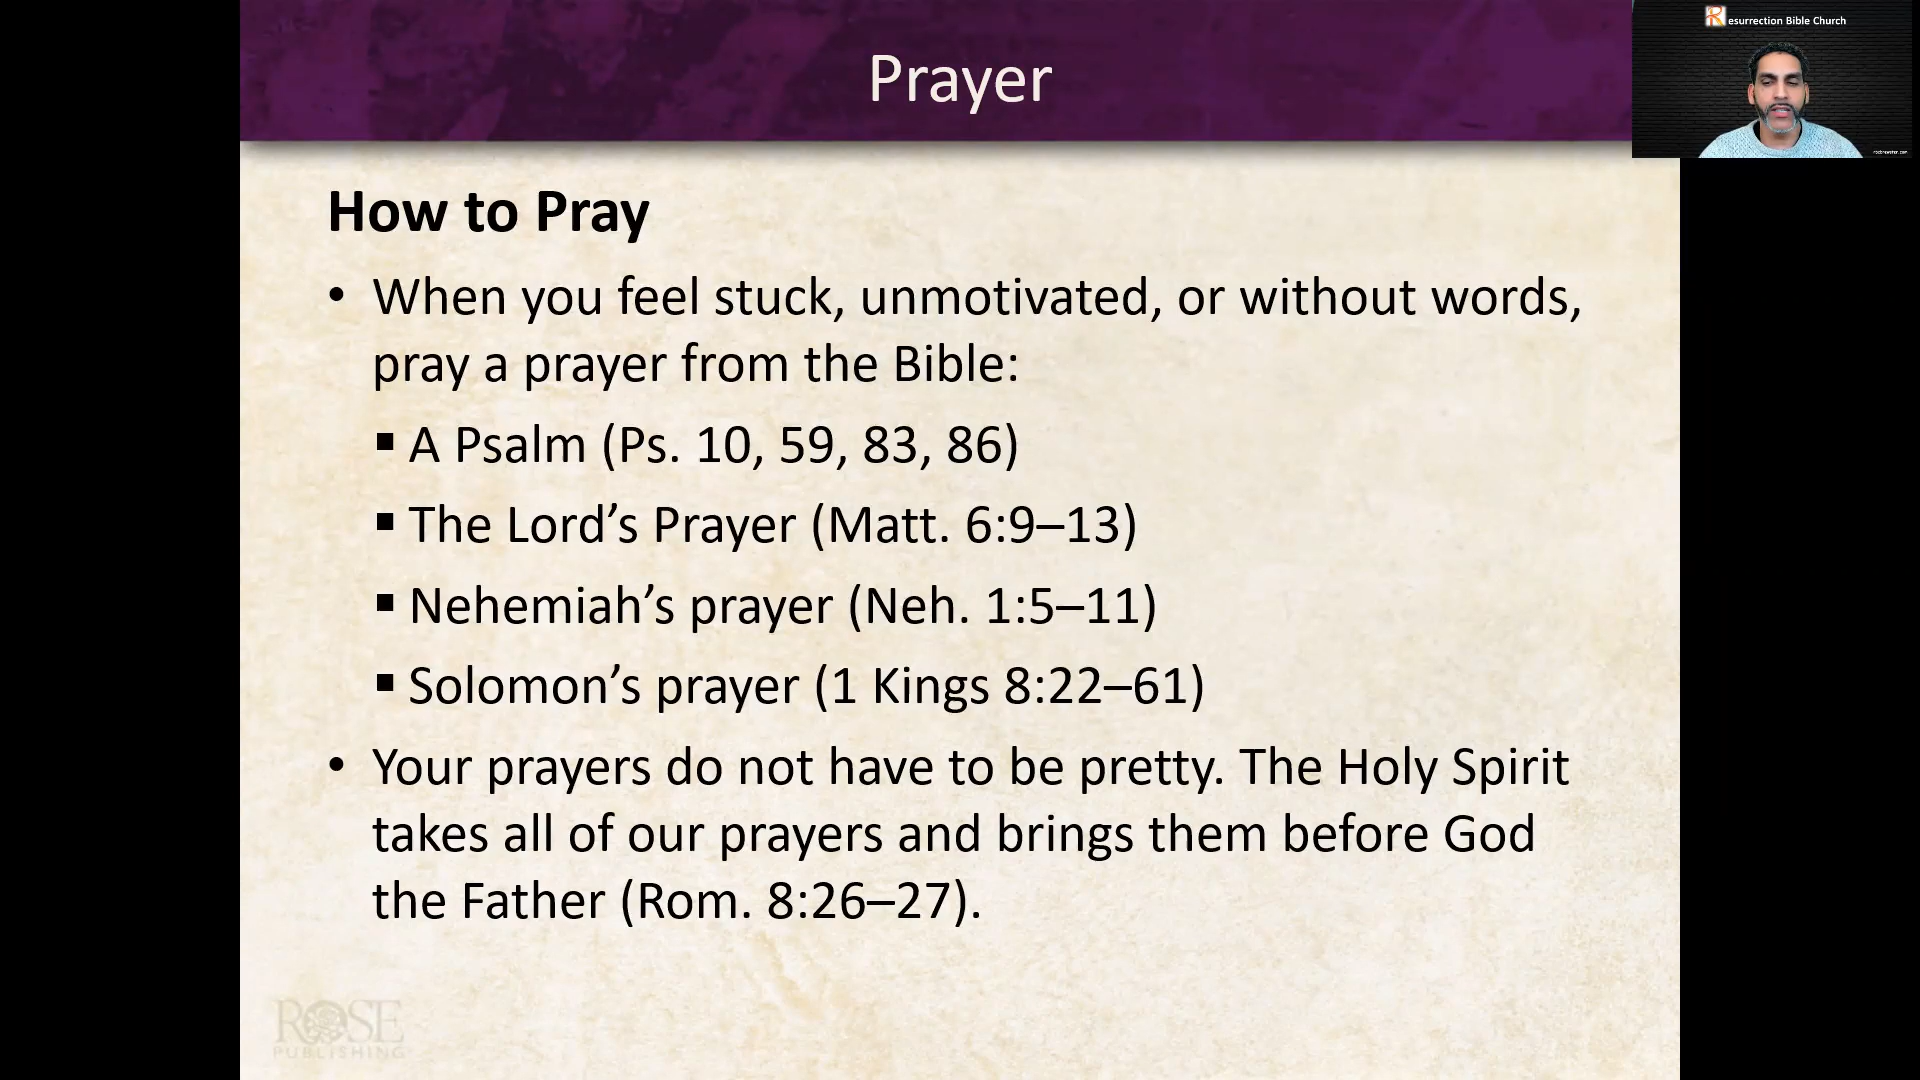 Prayer
Resurrection Bible Church
How to Pray
• When you feel stuck, unmotivated, or without words,
pray a prayer from the Bible:
▪ A Psalm (Ps. 10, 59, 83, 86)
▪ The Lord’s Prayer (Matt. 6:9–13)
▪ Nehemiah’s prayer (Neh. 1:5–11)
▪ Solomon’s prayer (1 Kings 8:22–61)
• Your prayers do not have to be pretty. The Holy Spirit
takes all of our prayers and brings them before God
the Father (Rom. 8:26–27).
ROSE
PUBLISHING